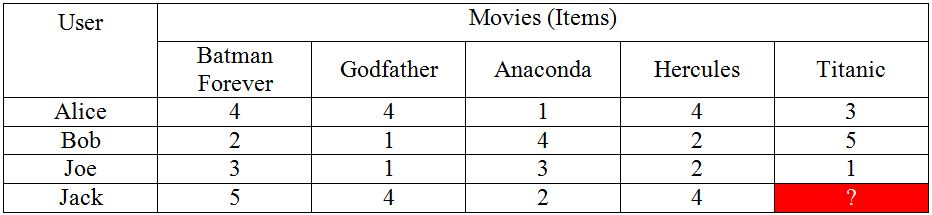 User Movies (Items)
Batman Forever Godfather Anaconda Hercules Titanic
Alice 4 4 1 4 3
Bob 2 1 4 2 5
Joe 3 1 3 2 1
Jack 5 4 2 4 ?